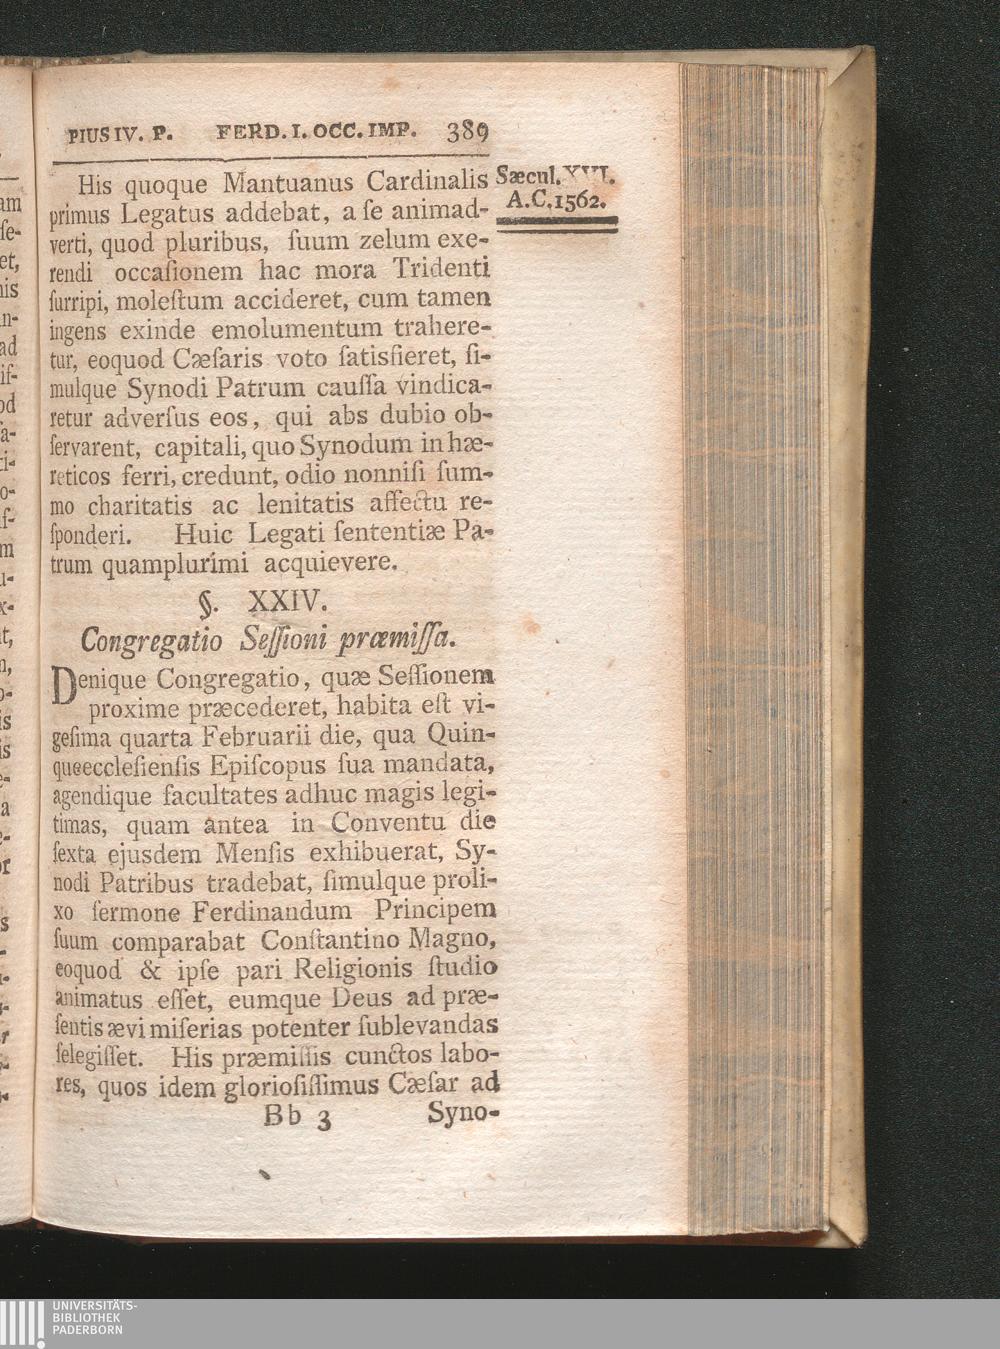 PIUS IV. P. FERD. I. OCC. IMP. 389
Sæcul. XVI.
A.C. 1562.
His quoque Mantuanus Cardinalis
primus Legatus addebat, a ſe animad-
verti, quod pluribus, ſuum zelum exe-
rendi occaſionem hac mora Tridenti
ſurripi, moleſtum accideret, cum tamen
ingens exinde emolumentum trahere-
tur, eoquod Cæſaris voto ſatisfieret, ſi-
mulque Synodi Patrum cauſſa vindica-
retur adverſus eos, qui abs dubio ob-
ſervarent, capitali, quo Synodum in hæ-
reticos ferri, credunt, odio nonniſi ſum-
mo charitatis ac lenitatis affectu re-
ſponderi. Huic Legati ſententiæ Pa-
trum quamplurimi acquievere.
§. XXIV.
Congregatio Seſſioni præmiſſa.
Denique Congregatio, quæ Seſſionem
proxime præcederet, habita eſt vi-
geſima quarta Februarii die, qua Quin-
queeccleſienſis Epiſcopus ſua mandata,
agendique facultates adhuc magis legi-
timas, quam antea in Conventu die
ſexta ejusdem Menſis exhibuerat, Sy-
nodi Patribus tradebat, ſimulque proli-
xo ſermone Ferdinandum Principem
ſuum comparabat Conſtantino Magno,
eoquod & ipſe pari Religionis ſtudio
animatus eſſet, eumque Deus ad præ-
ſentis ævi miſerias potenter ſublevandas
ſelegiſſet. His præmiſſis cunctos labo-
res, quos idem glorioſiſſimus Cæſar ad
Bb 3 Syno-
UNIVERSITÄTS-
BIBLIOTHEK
PADERBORN